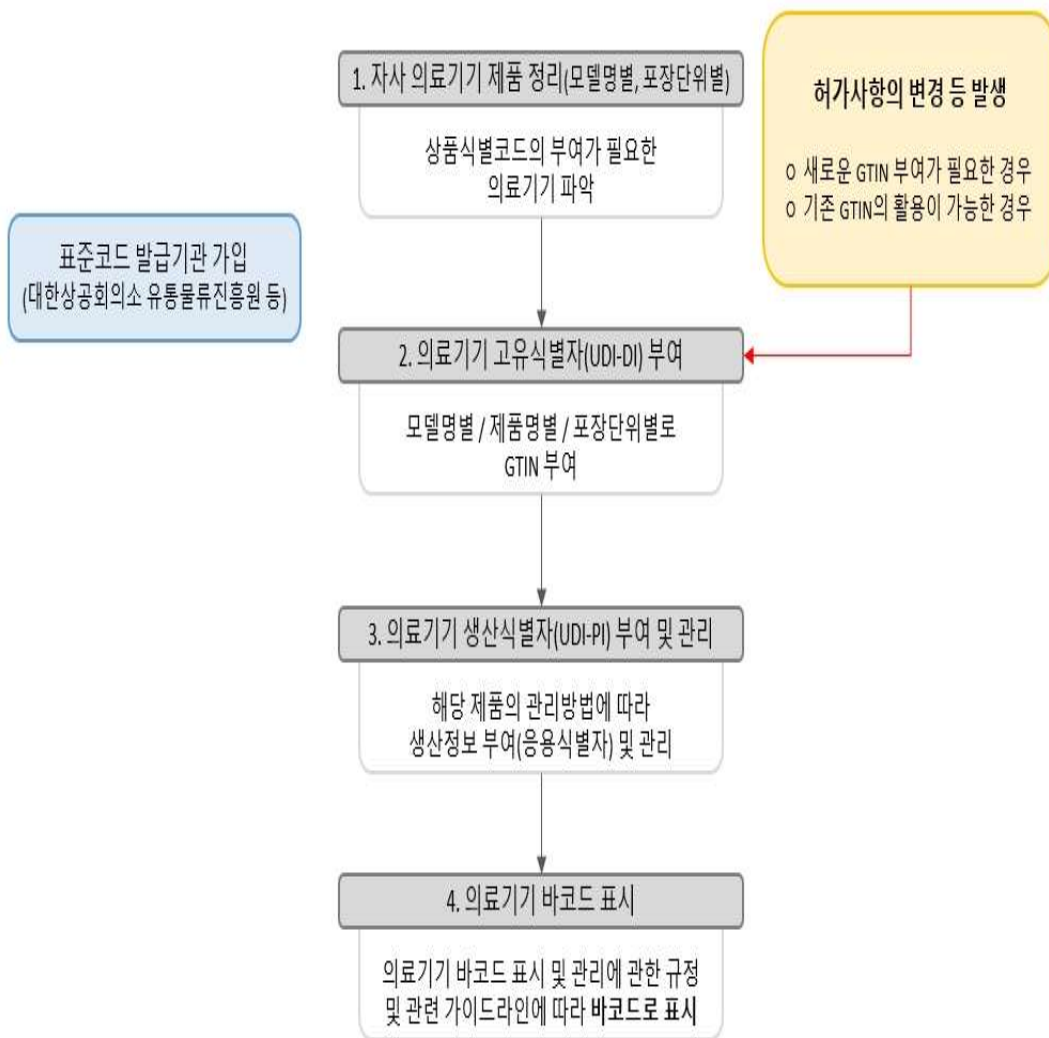 1. 자사 의료기기 제품 정리(모델명별, 포장단위별)
상품식별코드의 부여가 필요한
의료기기 파악
허가사항의 변경 등 발생
ㅇ 새로운 GTIN 부여가 필요한 경우
ㅇ 기존 GTIN의 활용이 가능한 경우
표준코드 발급기관 가입
(대한상공회의소 유통물류진흥원 등)
2. 의료기기 고유식별자(UDI-DI) 부여
모델명별 / 제품명별 / 포장단위별로
GTIN 부여
3. 의료기기 생산식별자(UDI-PI) 부여 및 관리
해당 제품의 관리방법에 따라
생산정보 부여(응용식별자) 및 관리
4. 의료기기 바코드 표시
의료기기 바코드 표시 및 관리에 관한 규정
및 관련 가이드라인에 따라 바코드로 표시